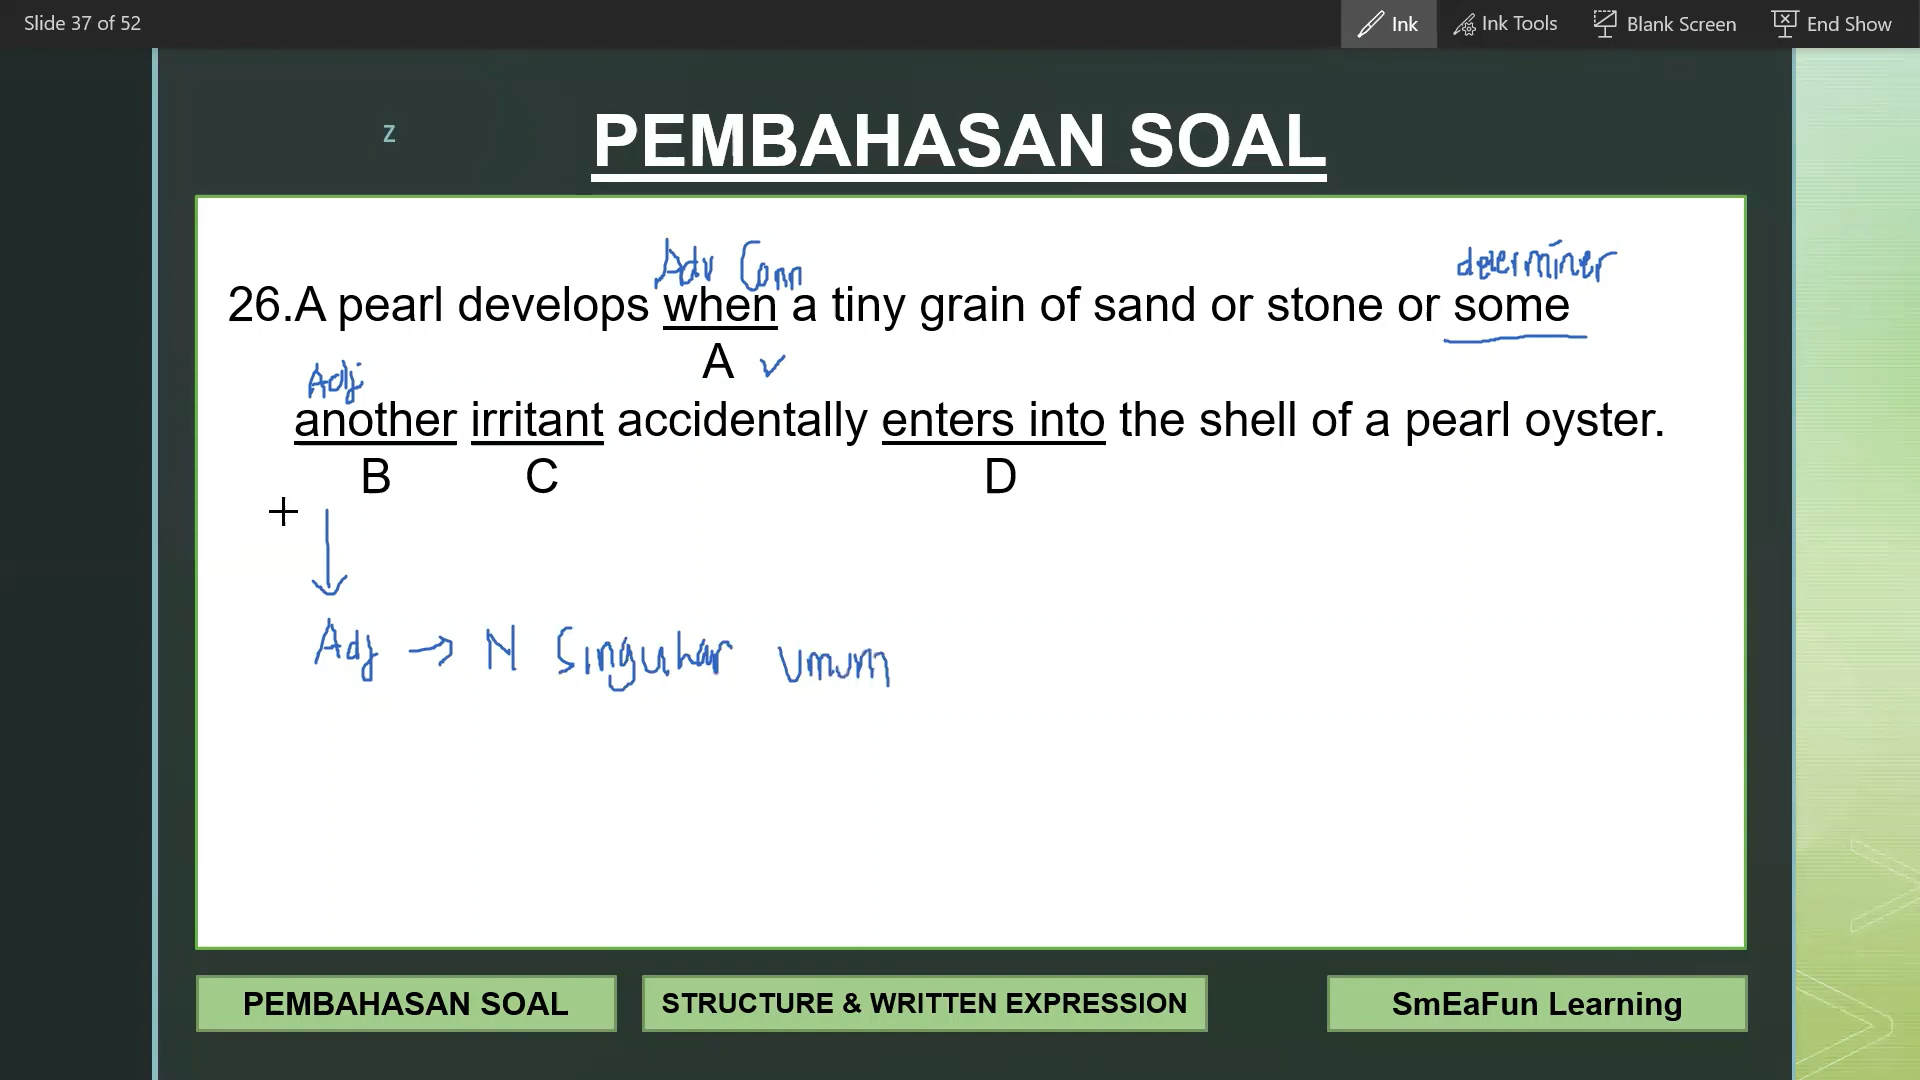 Slide 37 of 52
Ink Ink Tools Blank Screen End Show
z
PEMBAHASAN SOAL
Adv Conn determiner
26.A pearl develops when a tiny grain of sand or stone or some
A
Adj
another irritant accidentally enters into the shell of a pearl oyster.
B C D
Adj → N Singular umum
PEMBAHASAN SOAL
STRUCTURE & WRITTEN EXPRESSION
SmEaFun Learning